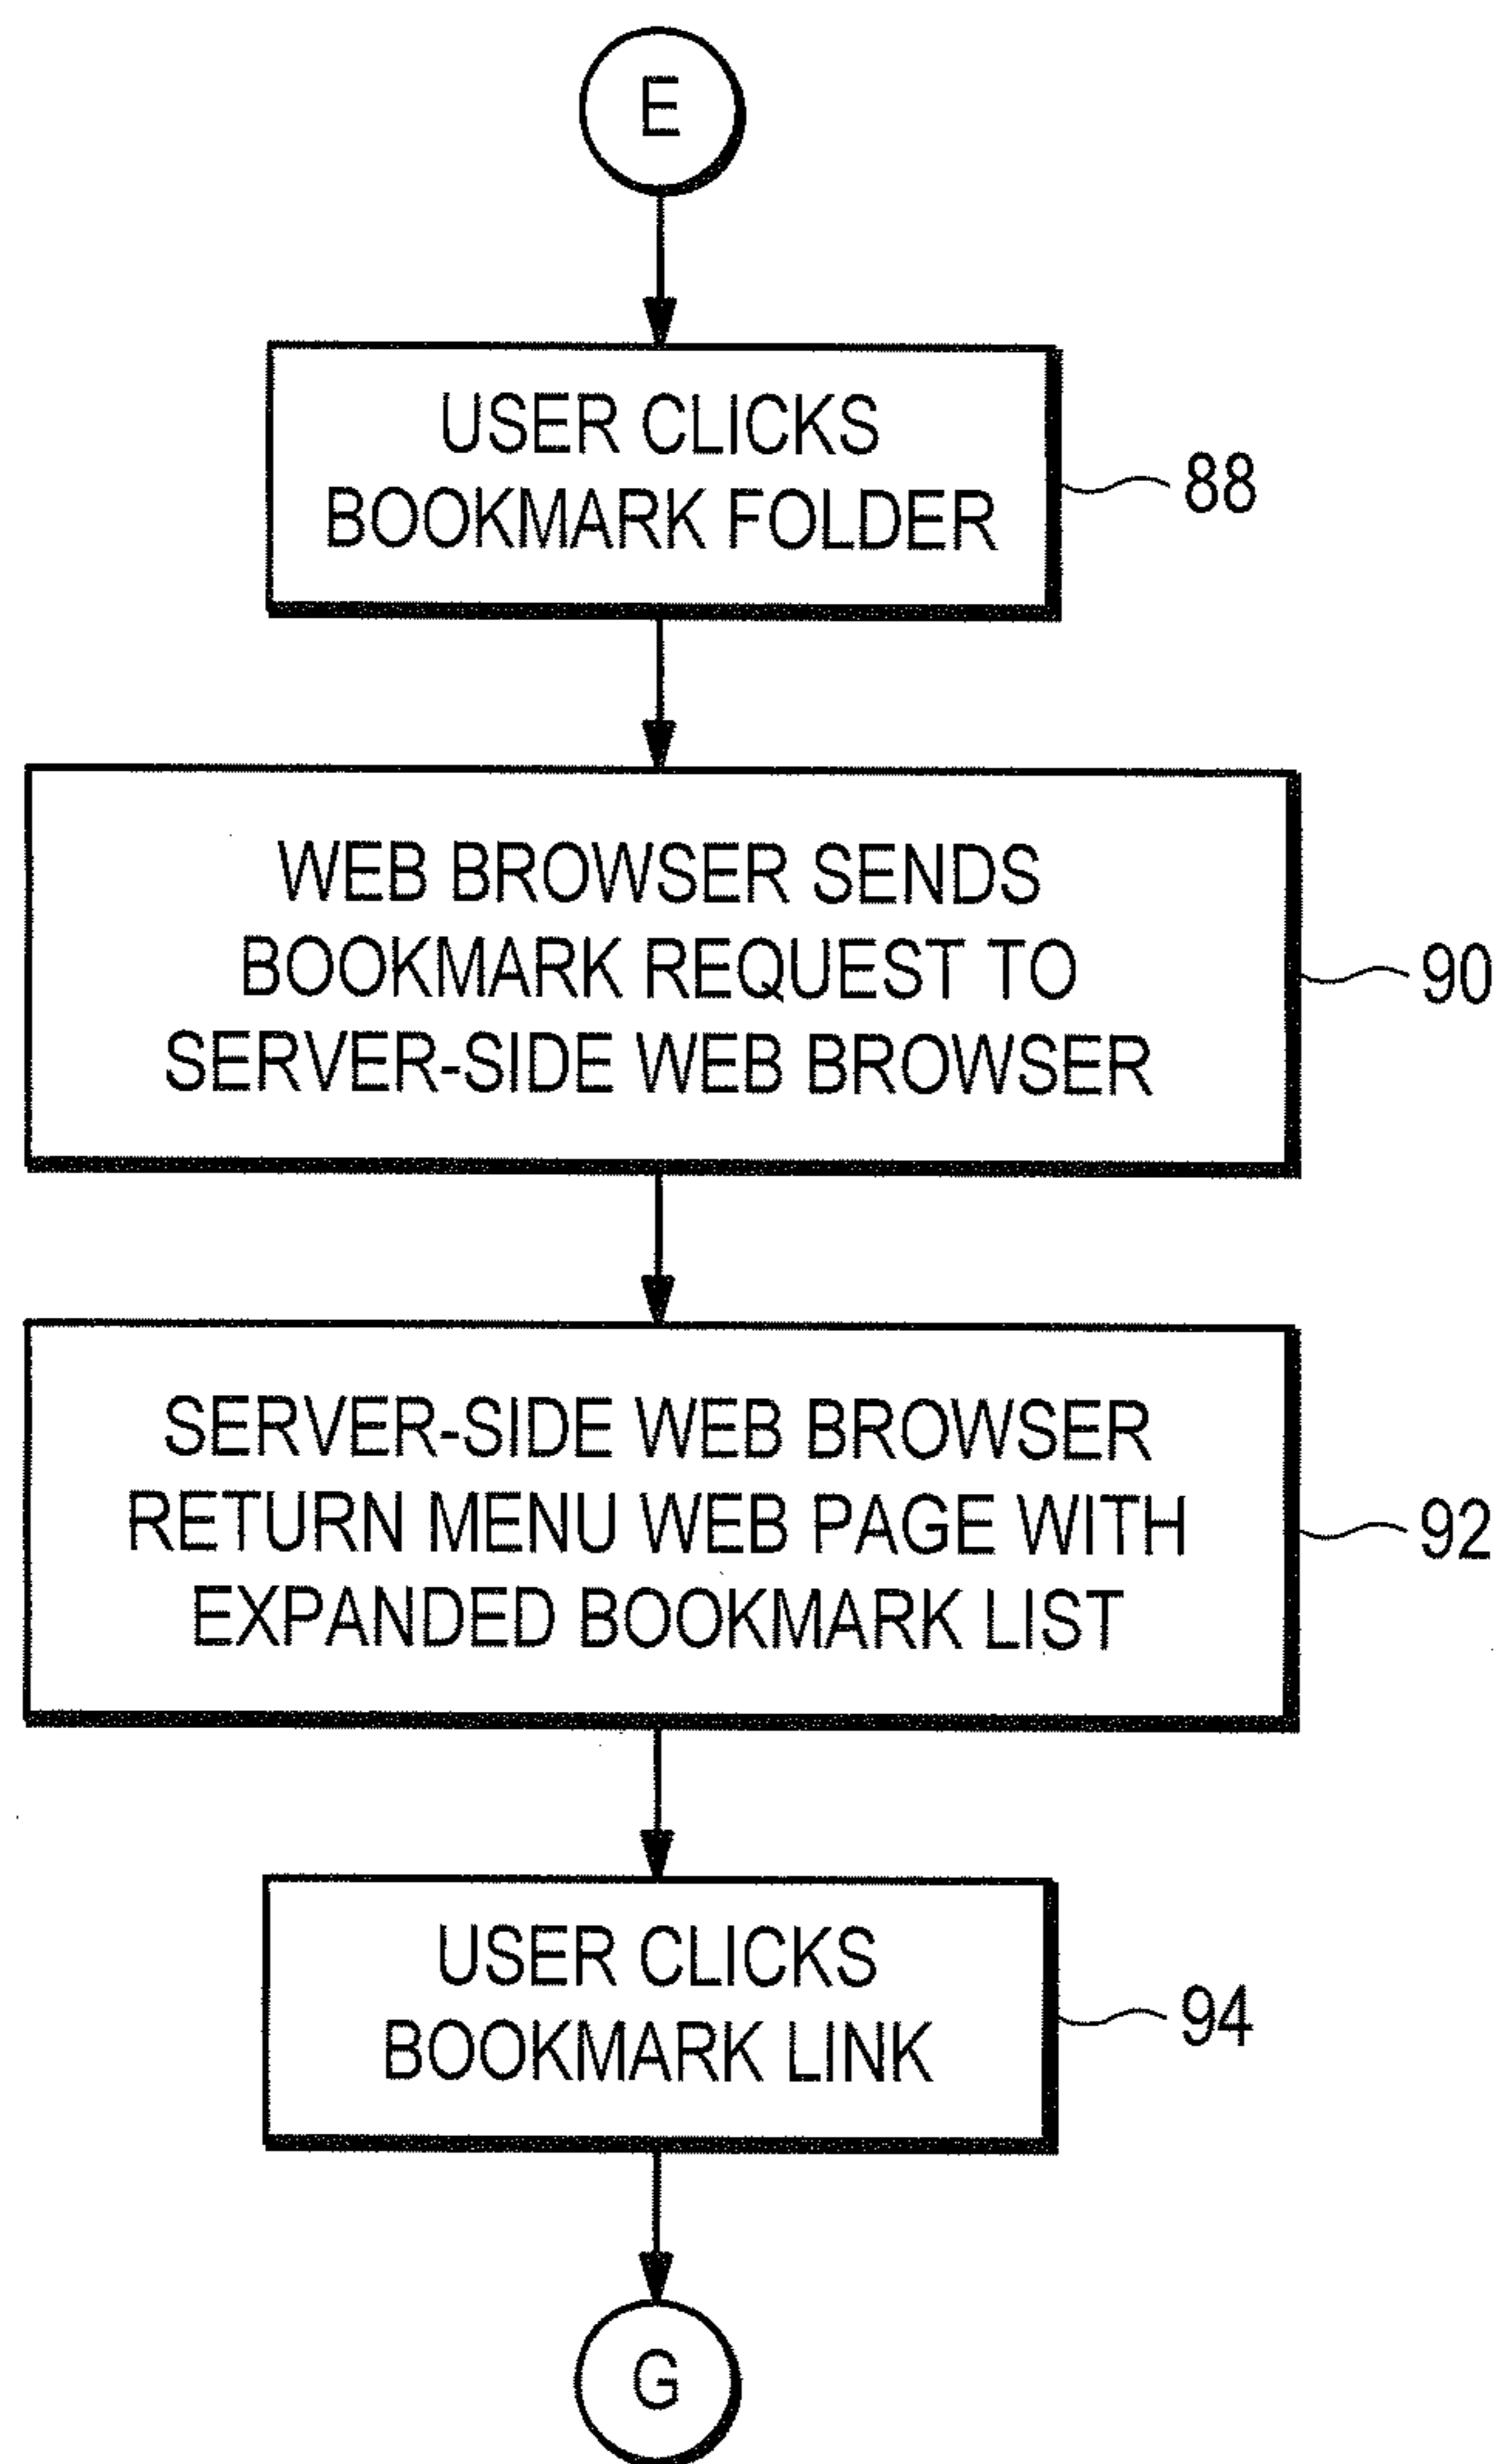 E
USER CLICKS
BOOKMARK FOLDER
88
WEB BROWSER SENDS
BOOKMARK REQUEST TO
SERVER-SIDE WEB BROWSER
90
SERVER-SIDE WEB BROWSER
RETURN MENU WEB PAGE WITH
EXPANDED BOOKMARK LIST
92
USER CLICKS
BOOKMARK LINK
94
G